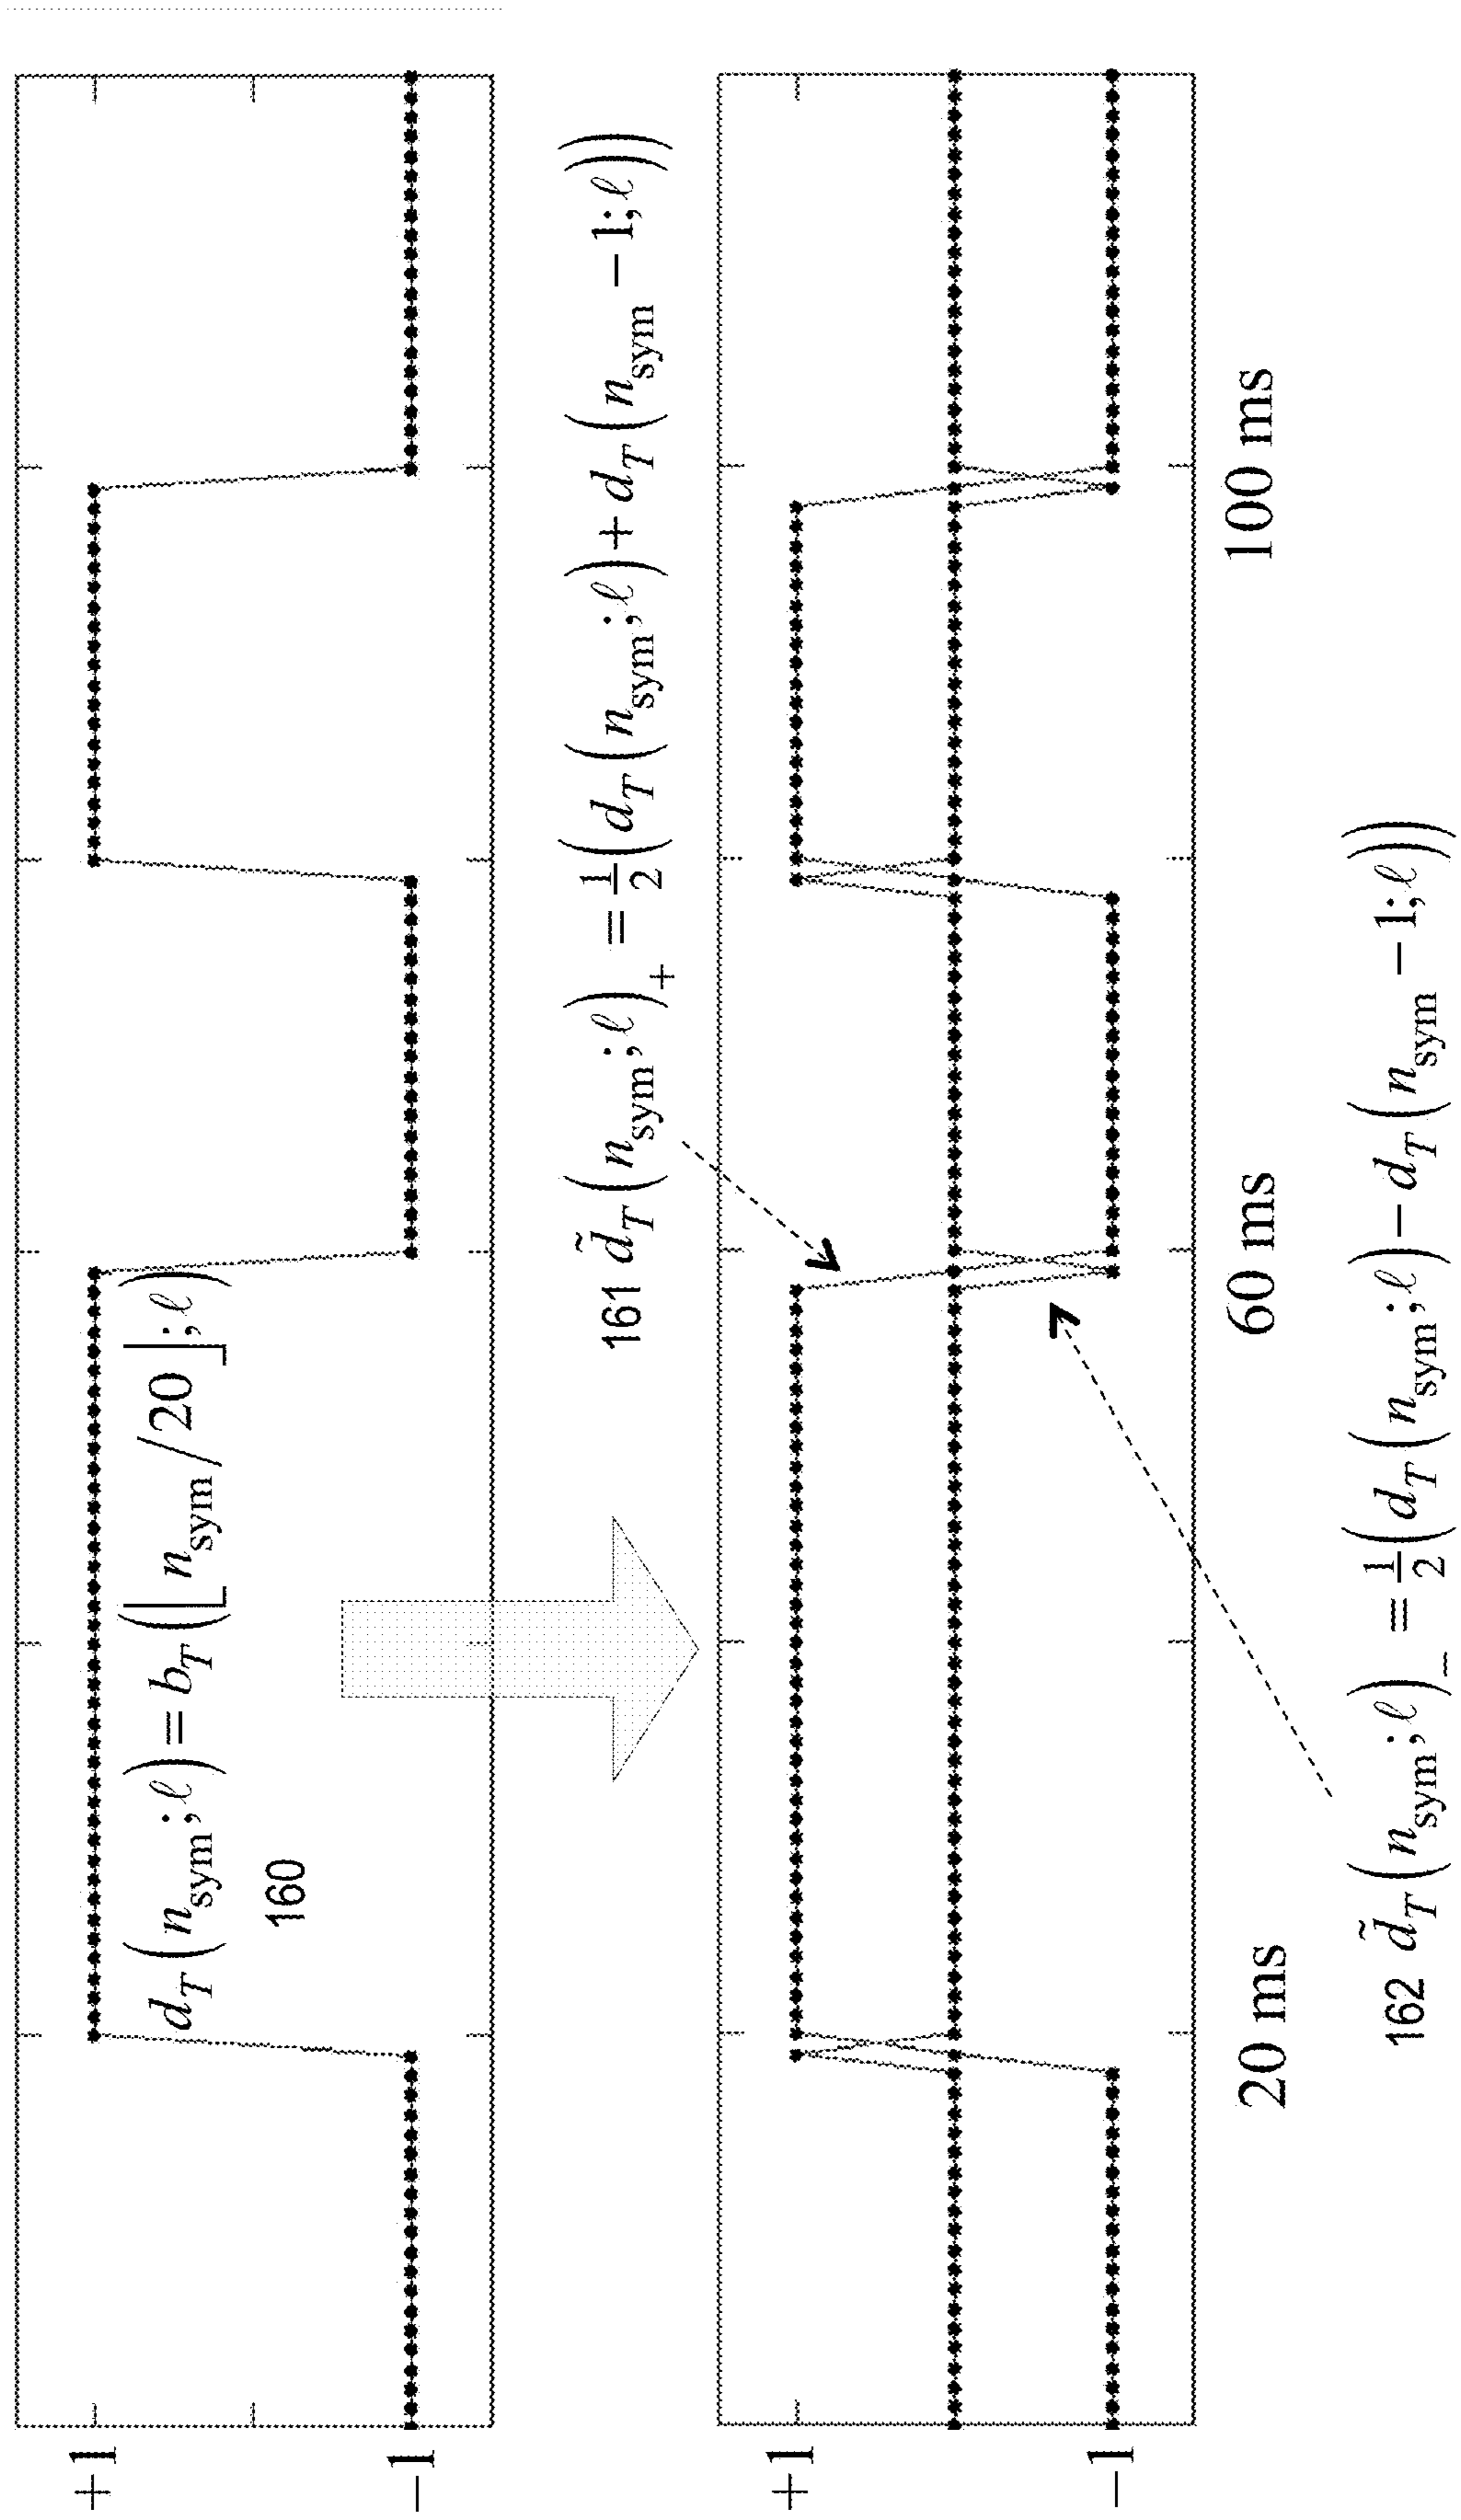 +1
d_T(n_sym;ℓ)=b_T(⌊n_sym/20⌋;ℓ)
160
−1
161 d̃_T(n_sym;ℓ)_+ =½(d_T(n_sym;ℓ)+d_T(n_sym−1;ℓ))
+1
−1
20 ms 60 ms 100 ms
162 d̃_T(n_sym;ℓ)_− =½(d_T(n_sym;ℓ)−d_T(n_sym−1;ℓ))